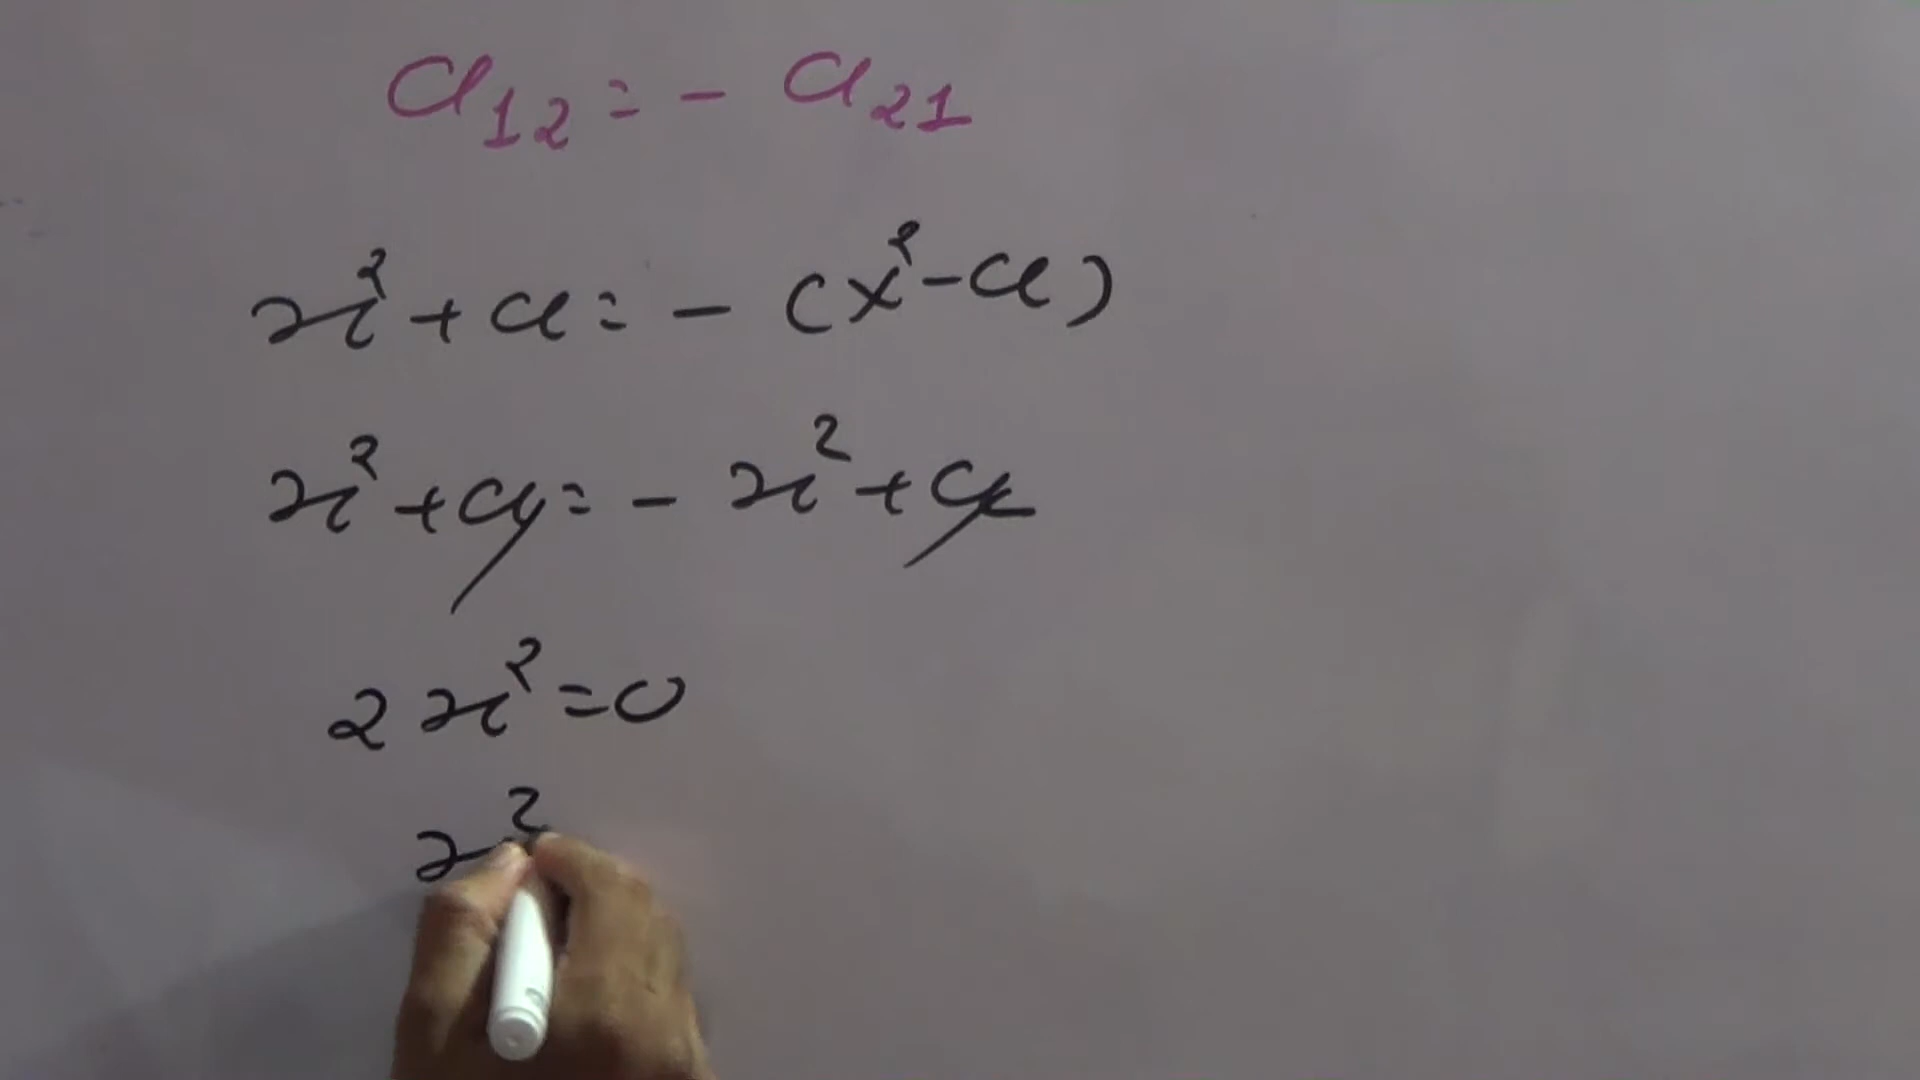 a₁₂ = - a₂₁
x² + a = - (x² - a)
x² + a = - x² + a
2x² = 0
x²